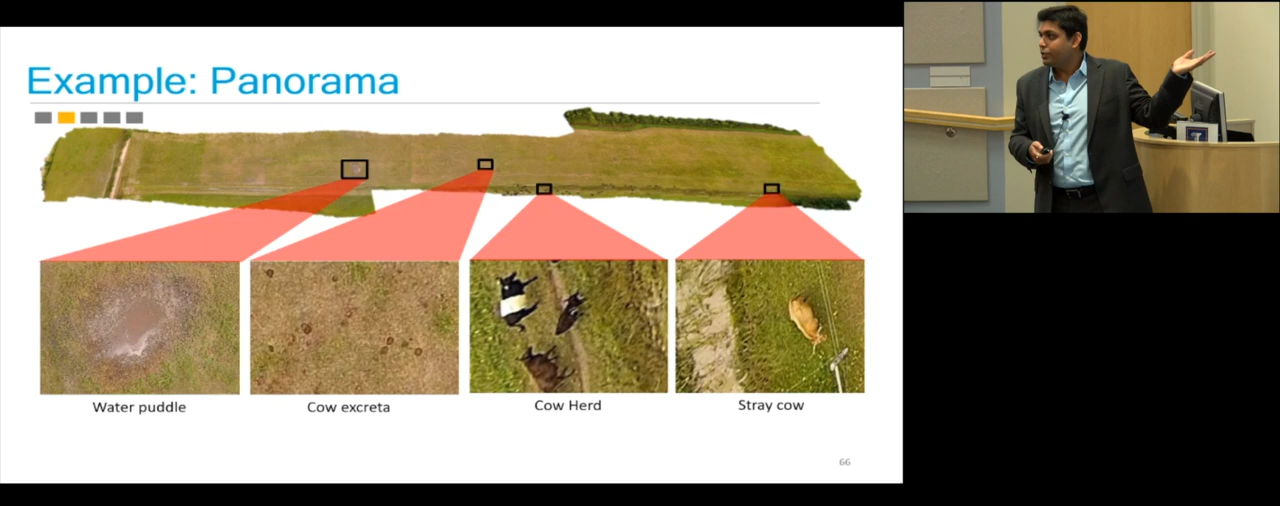 Example: Panorama
Water puddle
Cow excreta
Cow Herd
Stray cow
66